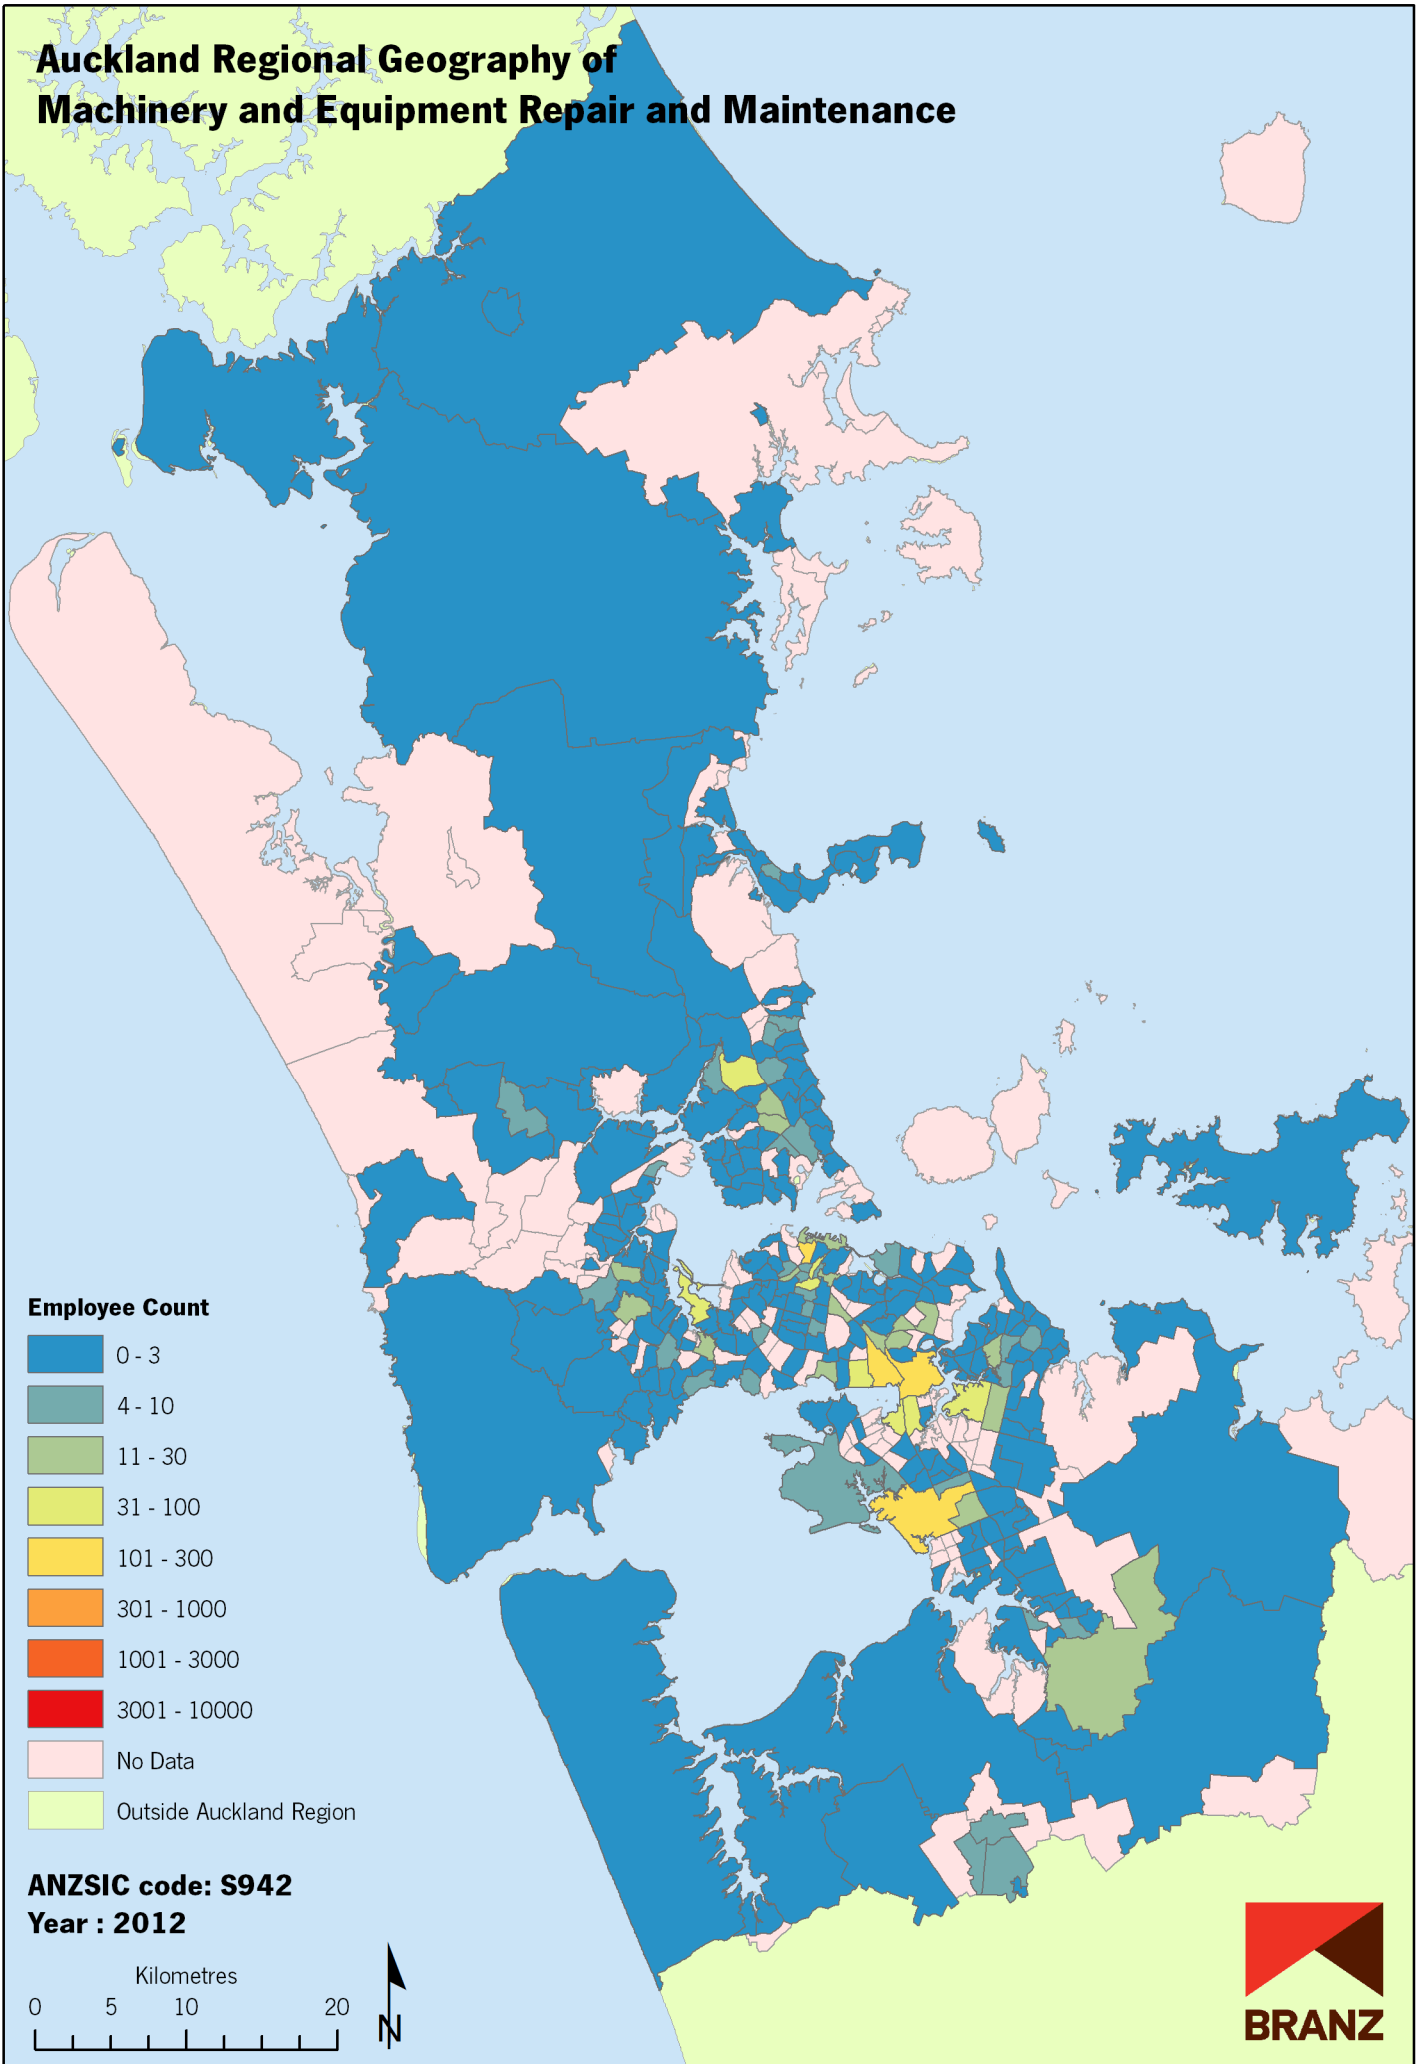 Auckland Regional Geography of
Machinery and Equipment Repair and Maintenance
Employee Count
0 - 3
4 - 10
11 - 30
31 - 100
101 - 300
301 - 1000
1001 - 3000
3001 - 10000
No Data
Outside Auckland Region
ANZSIC code: S942
Year : 2012
Kilometres
0 5 10 20
N
BRANZ